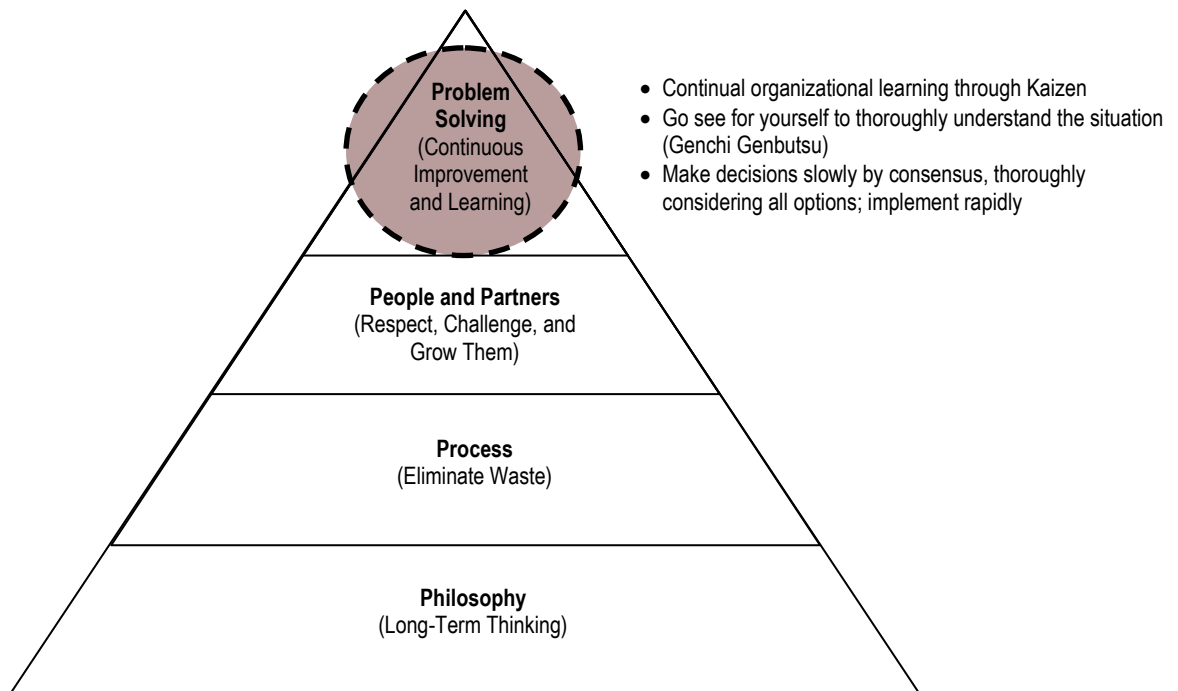 Problem
Solving
(Continuous
Improvement
and Learning)
• Continual organizational learning through Kaizen
• Go see for yourself to thoroughly understand the situation
(Genchi Genbutsu)
• Make decisions slowly by consensus, thoroughly
considering all options; implement rapidly
People and Partners
(Respect, Challenge, and
Grow Them)
Process
(Eliminate Waste)
Philosophy
(Long-Term Thinking)